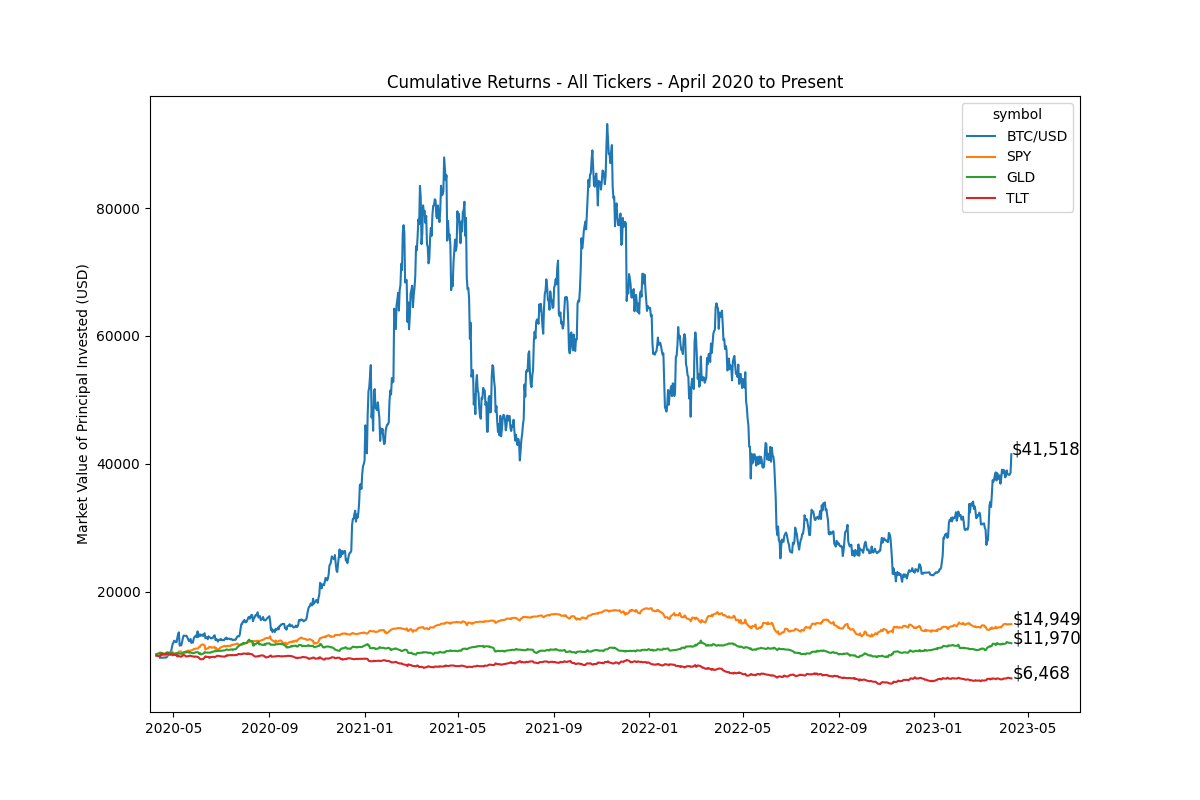 Cumulative Returns - All Tickers - April 2020 to Present
symbol
BTC/USD
SPY
GLD
TLT
Market Value of Principal Invested (USD)
80000
60000
40000
20000
$41,518
$14,949
$11,970
$6,468
2020-05
2020-09
2021-01
2021-05
2021-09
2022-01
2022-05
2022-09
2023-01
2023-05